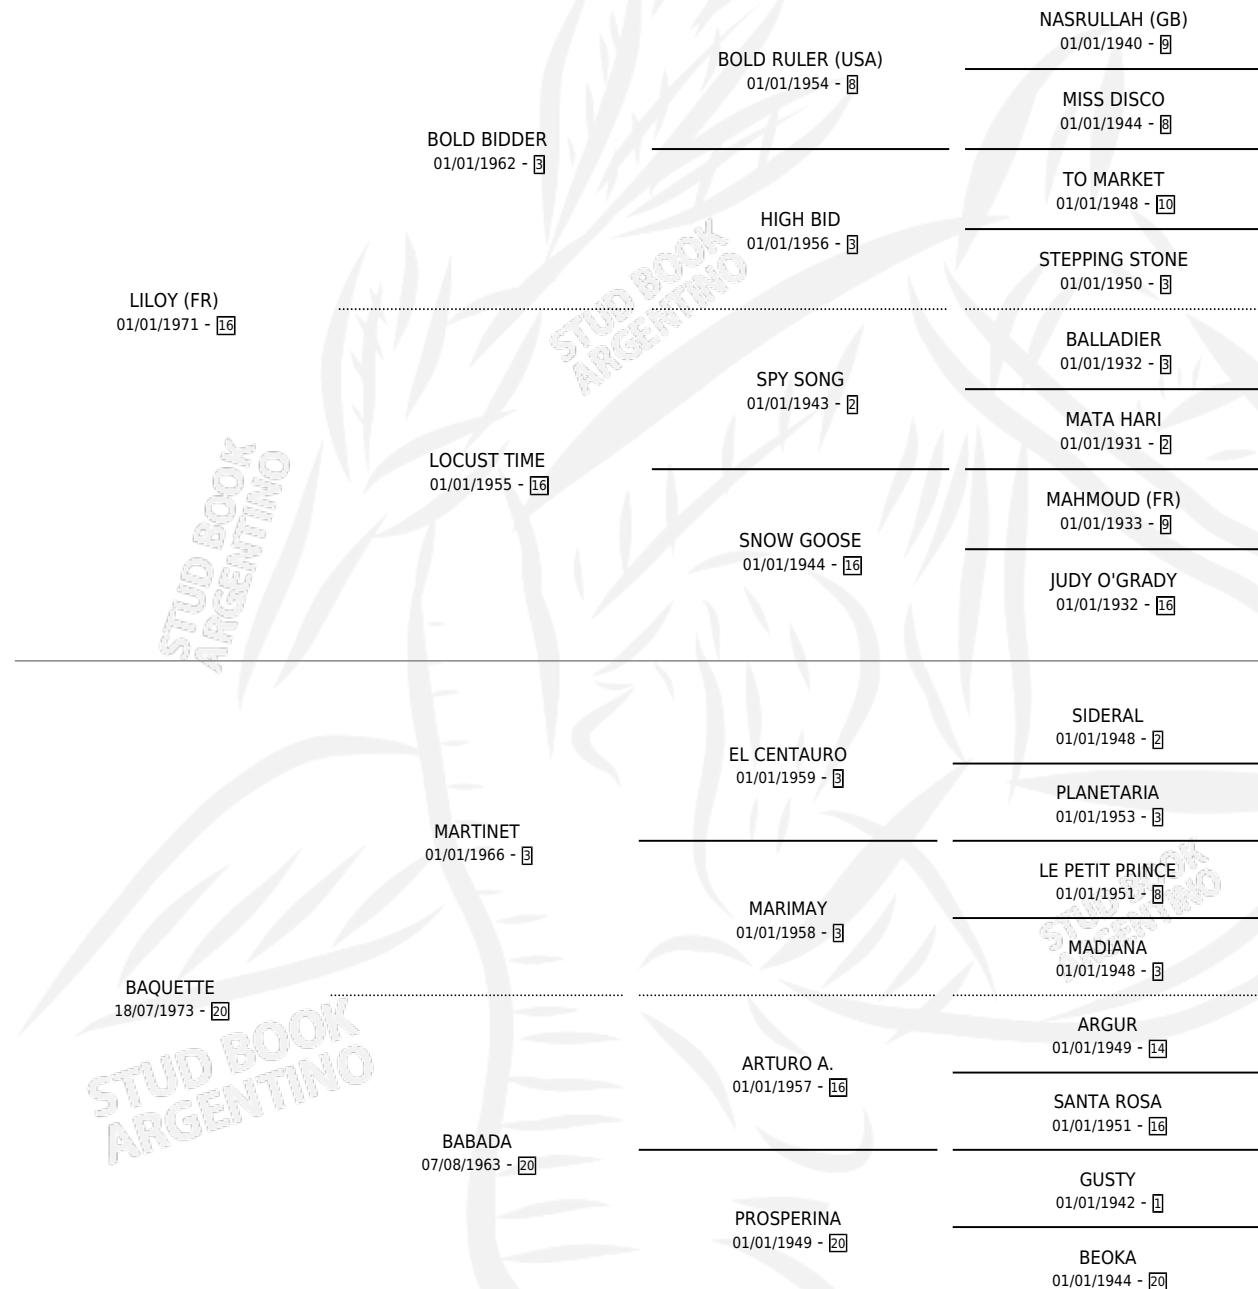 NASRULLAH (GB)
01/01/1940 - 9
BOLD RULER (USA)
01/01/1954 - 8
MISS DISCO
01/01/1944 - 8
BOLD BIDDER
01/01/1962 - 3
TO MARKET
01/01/1948 - 10
HIGH BID
01/01/1956 - 3
STEPPING STONE
01/01/1950 - 3
LILOY (FR)
01/01/1971 - 16
BALLADIER
01/01/1932 - 3
SPY SONG
01/01/1943 - 2
MATA HARI
01/01/1931 - 2
LOCUST TIME
01/01/1955 - 16
MAHMOUD (FR)
01/01/1933 - 9
SNOW GOOSE
01/01/1944 - 16
JUDY O'GRADY
01/01/1932 - 16
SIDERAL
01/01/1948 - 2
EL CENTAURO
01/01/1959 - 3
PLANETARIA
01/01/1953 - 3
MARTINET
01/01/1966 - 3
LE PETIT PRINCE
01/01/1951 - 8
MARIMAY
01/01/1958 - 3
MADIANA
01/01/1948 - 3
BAQUETTE
18/07/1973 - 20
ARGUR
01/01/1949 - 14
ARTURO A.
01/01/1957 - 16
SANTA ROSA
01/01/1951 - 16
BABADA
07/08/1963 - 20
GUSTY
01/01/1942 - 1
PROSPERINA
01/01/1949 - 20
BEOKA
01/01/1944 - 20
STUD BOOK
ARGENTINO
STUD BOOK
ARGENTINO
STUD BOOK
ARGENTINO
STUD BOOK
ARGENTINO